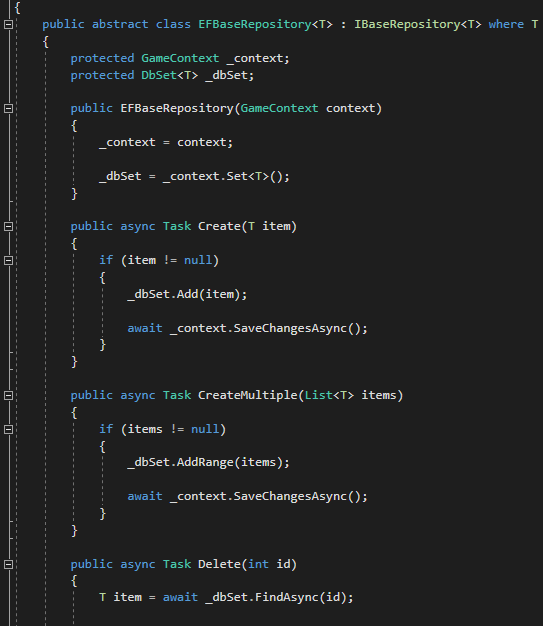 {
public abstract class EFBaseRepository<T> : IBaseRepository<T> where T
{
protected GameContext _context;
protected DbSet<T> _dbSet;
public EFBaseRepository(GameContext context)
{
_context = context;
_dbSet = _context.Set<T>();
}
public async Task Create(T item)
{
if (item != null)
{
_dbSet.Add(item);
await _context.SaveChangesAsync();
}
}
public async Task CreateMultiple(List<T> items)
{
if (items != null)
{
_dbSet.AddRange(items);
await _context.SaveChangesAsync();
}
}
public async Task Delete(int id)
{
T item = await _dbSet.FindAsync(id);